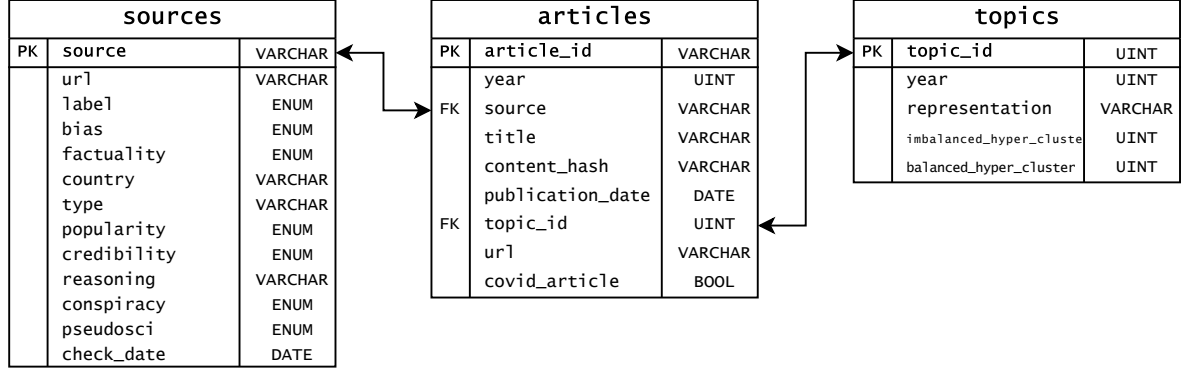 sources
PK source VARCHAR
url VARCHAR
label ENUM
bias ENUM
factuality ENUM
country VARCHAR
type VARCHAR
popularity ENUM
credibility ENUM
reasoning VARCHAR
conspiracy ENUM
pseudosci ENUM
check_date DATE
articles
PK article_id VARCHAR
year UINT
FK source VARCHAR
title VARCHAR
content_hash VARCHAR
publication_date DATE
FK topic_id UINT
url VARCHAR
covid_article BOOL
topics
PK topic_id UINT
year UINT
representation VARCHAR
imbalanced_hyper_cluste UINT
balanced_hyper_cluster UINT